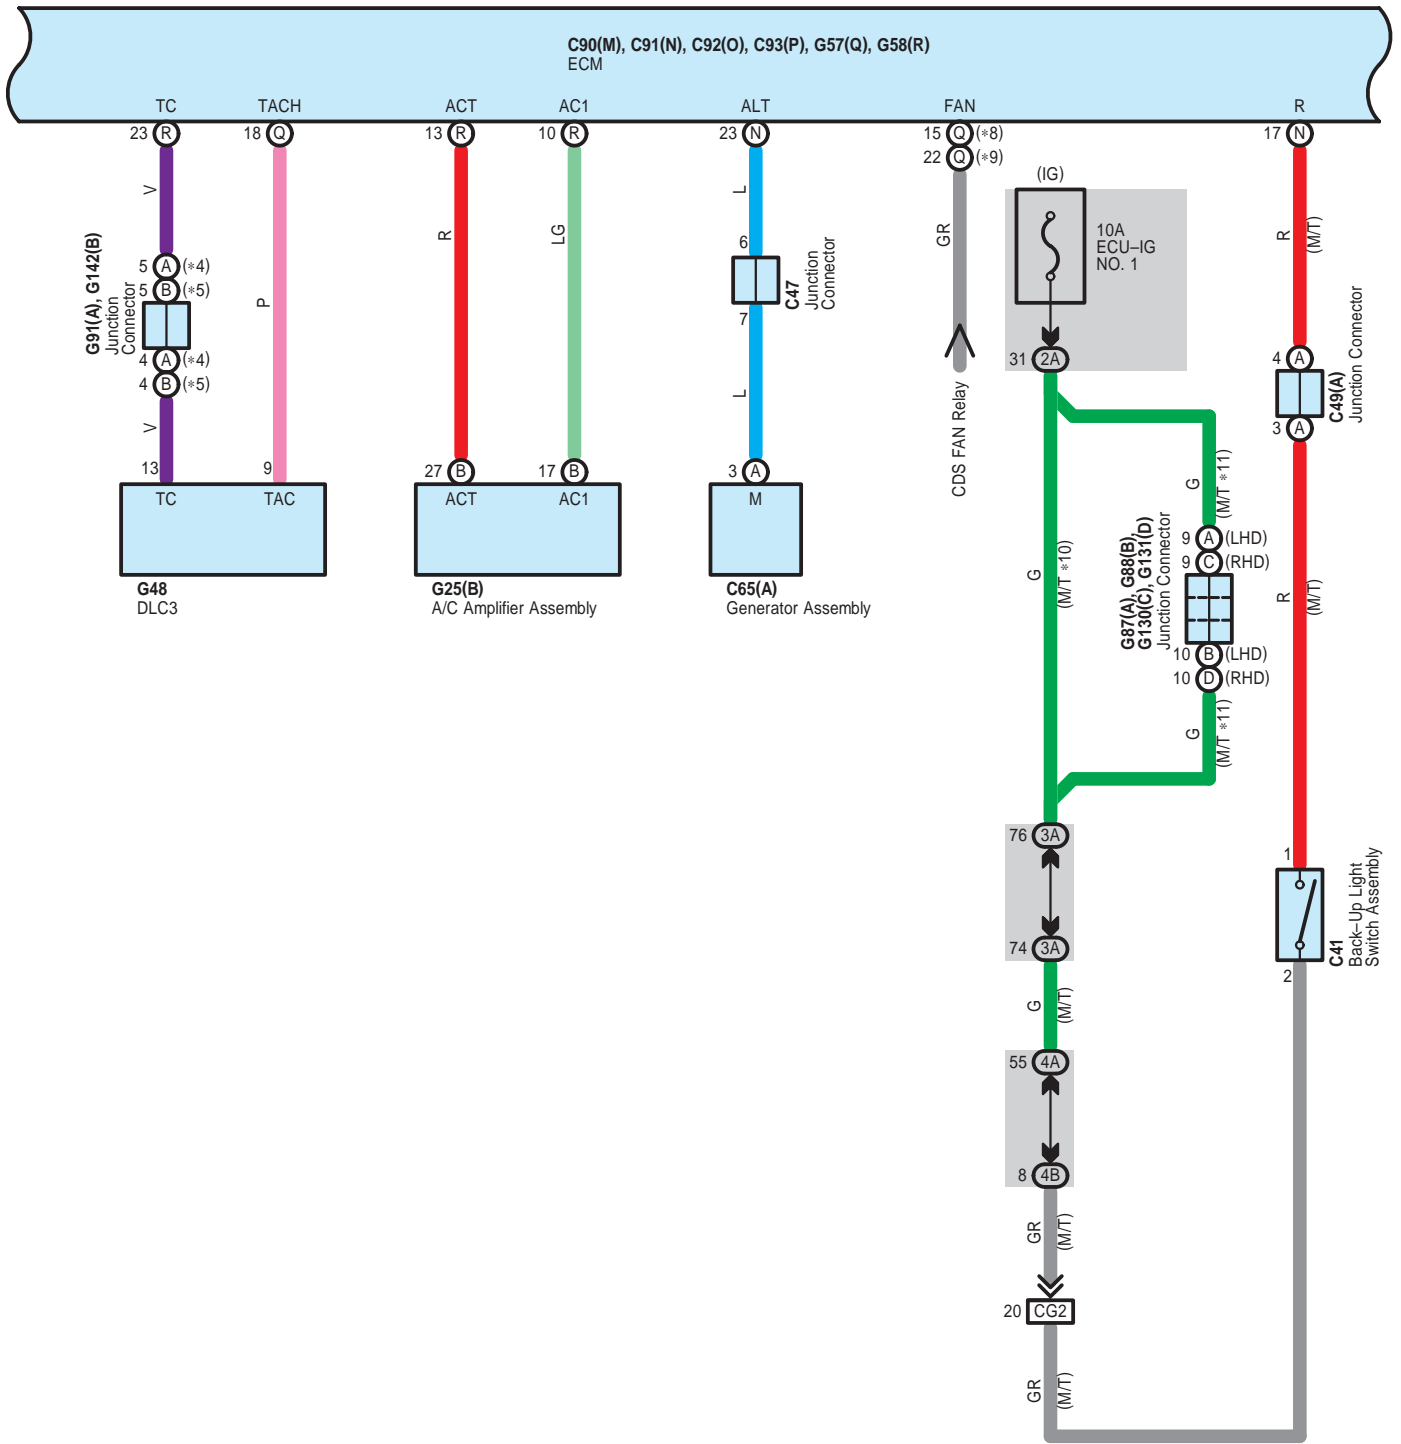 C90(M), C91(N), C92(O), C93(P), G57(Q), G58(R)
ECM
TC TACH ACT AC1 ALT FAN R
23 R 18 Q 13 R 10 R 23 N 15 Q (*8) 17 N
22 Q (*9)
(IG)
10A
ECU–IG
NO. 1
31 2A
V
5 A (*4)
5 B (*5)
G91(A), G142(B)
Junction
Connector
4 A (*4)
4 B (*5)
V
13
P
9
TC TAC
G48
DLC3
R
27 B
LG
17 B
ACT AC1
G25(B)
A/C Amplifier Assembly
L
6
C47
Junction
Connector
7
L
3 A
M
C65(A)
Generator Assembly
GR
CDS FAN Relay
G
(M/T *10)
G
(M/T *11)
9 A (LHD)
9 C (RHD)
G87(A), G88(B),
G130(C), G131(D)
Junction Connector
10 B (LHD)
10 D (RHD)
G
(M/T *11)
76 3A
74 3A
G
(M/T)
55 4A
8 4B
GR
(M/T)
20 CG2
GR
(M/T)
R
(M/T)
4 A
C49(A)
Junction Connector
3 A
R
(M/T)
1
C41
Back–Up Light
Switch Assembly
2